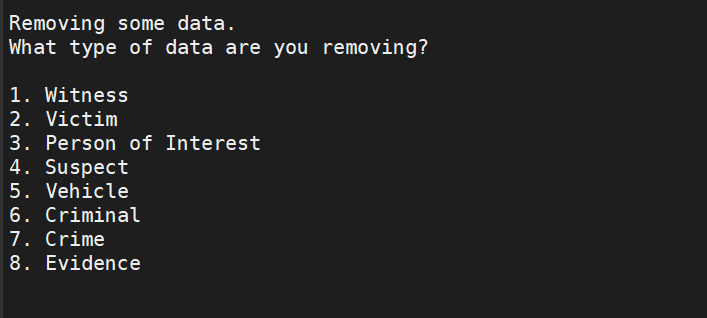 Removing some data.
What type of data are you removing?
1. Witness
2. Victim
3. Person of Interest
4. Suspect
5. Vehicle
6. Criminal
7. Crime
8. Evidence